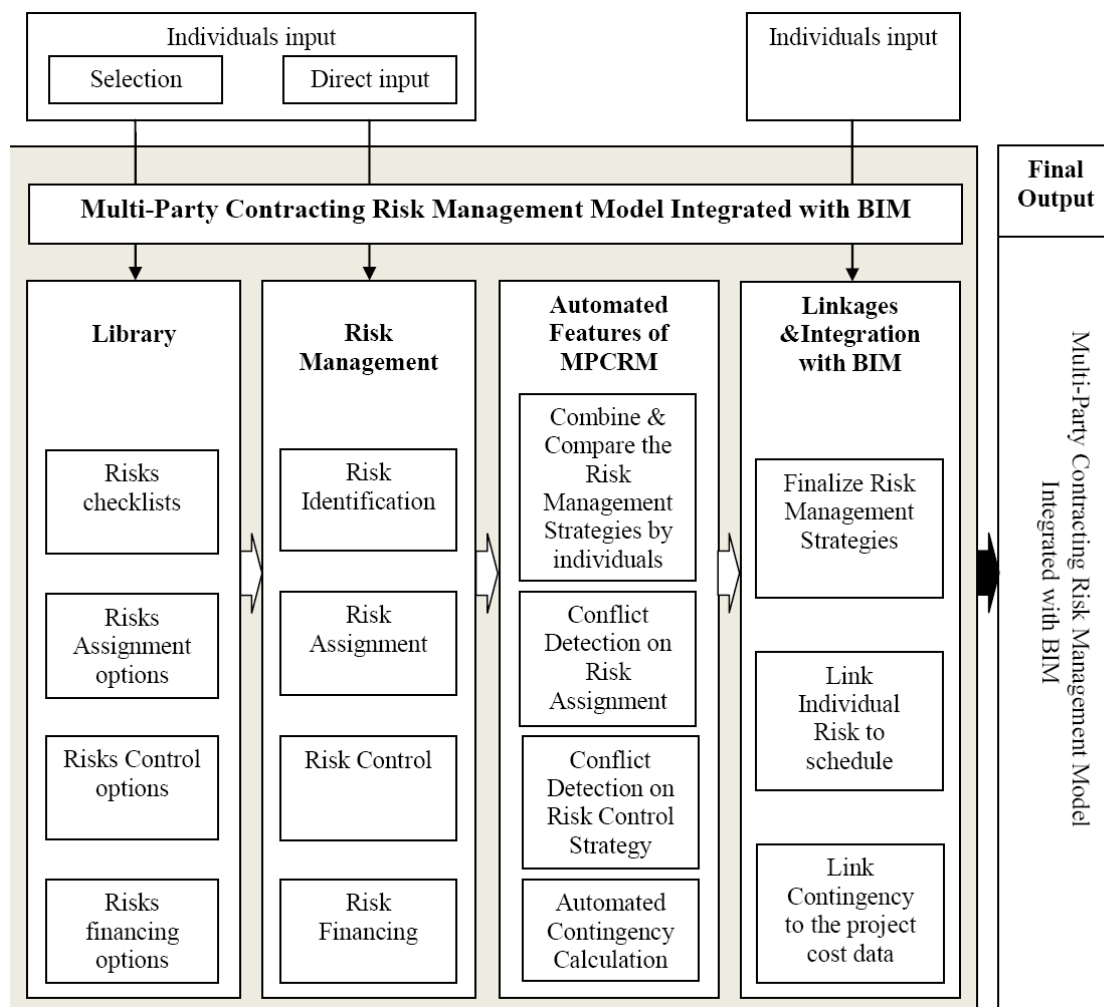 Individuals input
Selection
Direct input
Individuals input
Multi-Party Contracting Risk Management Model Integrated with BIM
Final
Output
Library
Risks
checklists
Risks
Assignment
options
Risks Control
options
Risks
financing
options
Risk
Management
Risk
Identification
Risk
Assignment
Risk Control
Risk
Financing
Automated
Features of
MPCRM
Combine &
Compare the
Risk
Management
Strategies by
individuals
Conflict
Detection on
Risk
Assignment
Conflict
Detection on
Risk Control
Strategy
Automated
Contingency
Calculation
Linkages
&Integration
with BIM
Finalize Risk
Management
Strategies
Link
Individual
Risk to
schedule
Link
Contingency
to the project
cost data
Multi-Party Contracting Risk Management Model
Integrated with BIM